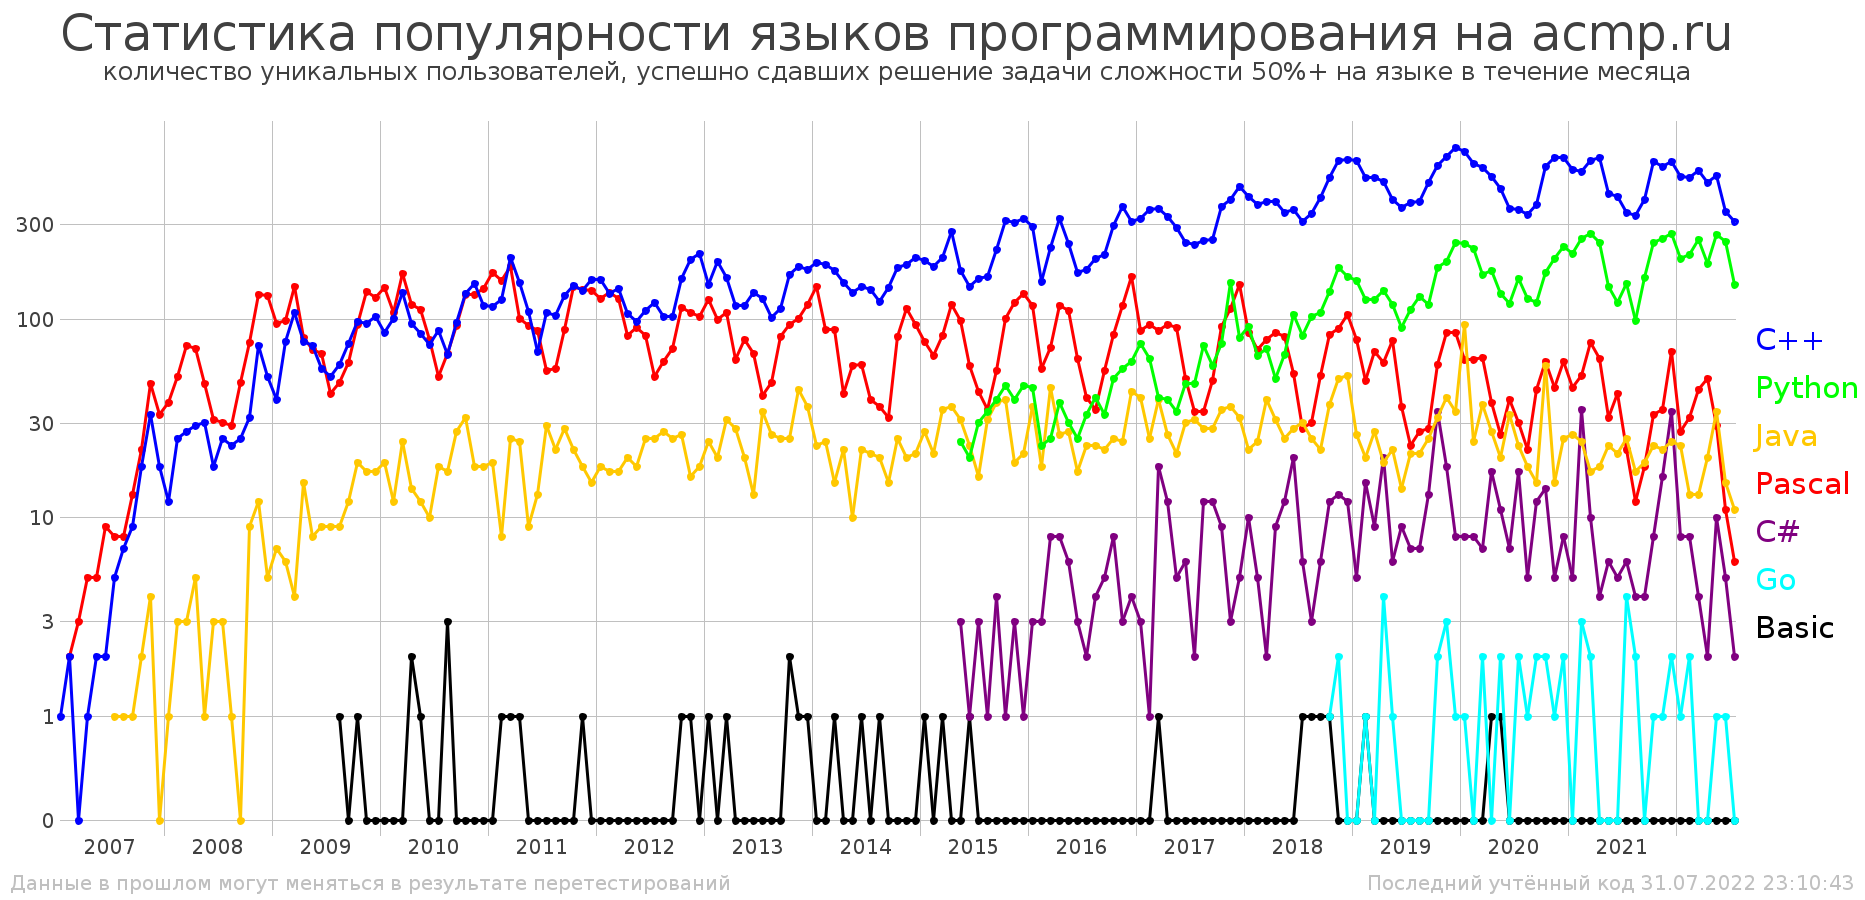 Статистика популярности языков программирования на acmp.ru
количество уникальных пользователей, успешно сдавших решение задачи сложности 50%+ на языке в течение месяца
300
100
30
10
3
1
0
C++
Python
Java
Pascal
C#
Go
Basic
2007 2008 2009 2010 2011 2012 2013 2014 2015 2016 2017 2018 2019 2020 2021
Данные в прошлом могут меняться в результате перетестирований
Последний учтённый код 31.07.2022 23:10:43